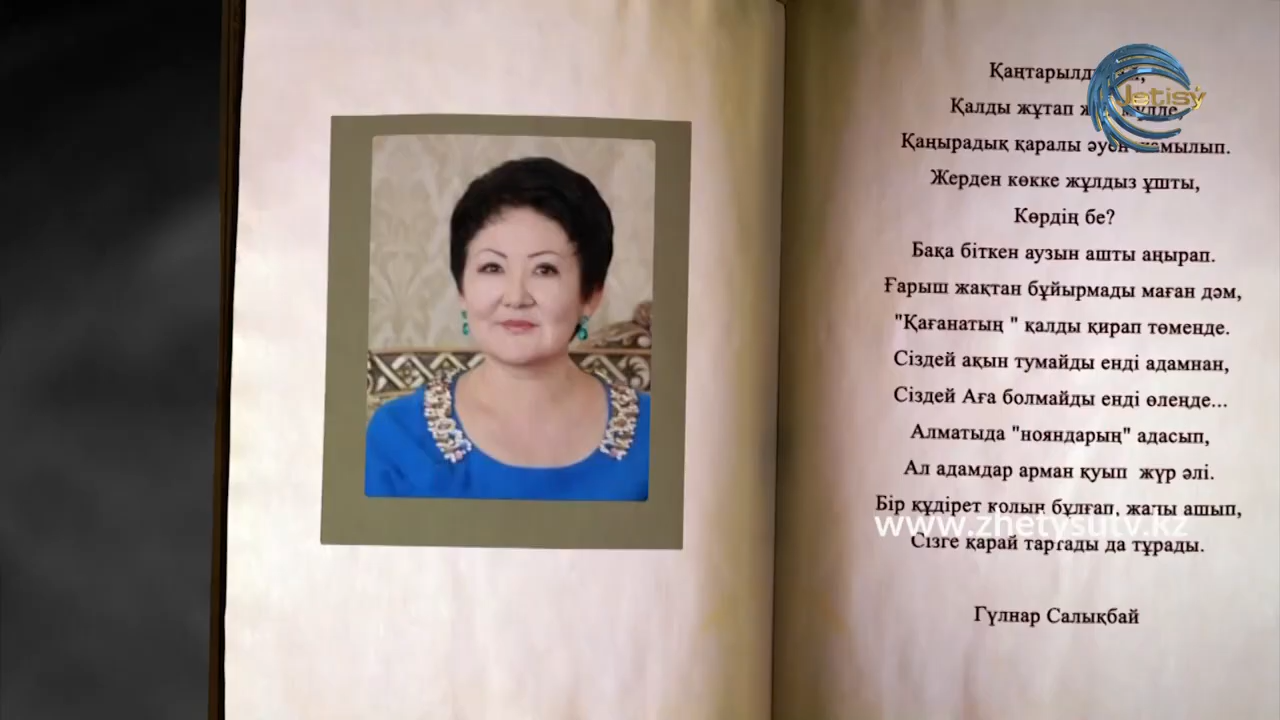 Jetisý
Қалды жұтап
Қаңырадық қаралы әуен жамылып.
Жерден көкке жұлдыз ұшты,
Көрдің бе?
Бақа біткен аузын ашты аңырап.
Ғарыш жақтан бұйырмады маған дәм,
"Қағанатың " қалды қирап төменде.
Сіздей ақын тумайды енді адамнан,
Сіздей Аға болмайды енді өлеңде...
Алматыда "нояндарың" адасып,
Ал адамдар арман қуып жүр әлі.
Бір құдірет қолын бұлғап, жалы ашып,
www.zhetysutv.kz
Сізге қарай тартады да тұрады.
Гүлнар Салықбай